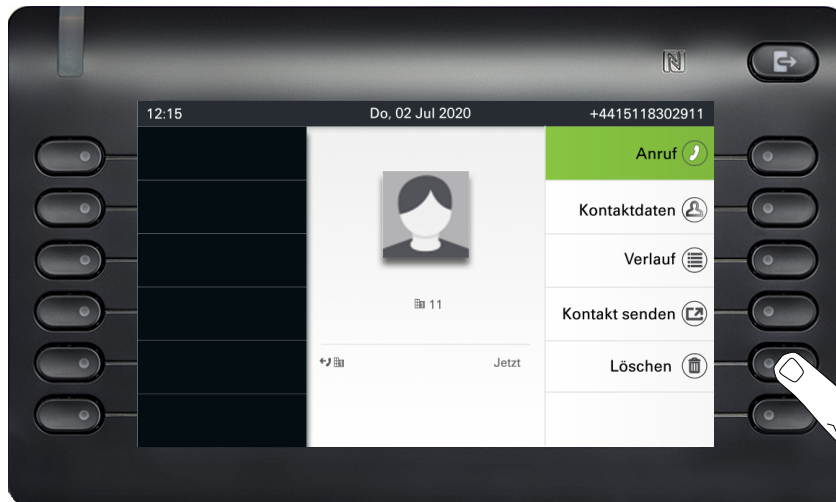 12:15
Do, 02 Jul 2020
+4415118302911
Anruf
Kontaktdaten
Verlauf
11
Kontakt senden
Jetzt
Löschen